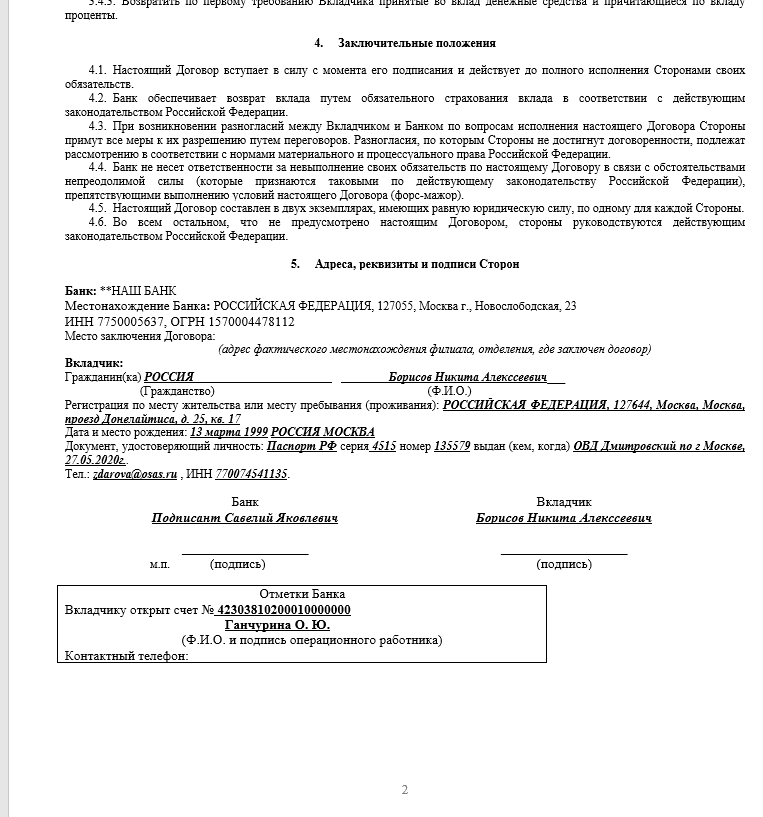 3.4.3. Возвратить по первому требованию Вкладчика принятые во вклад денежные средства и причитающиеся по вкладу
проценты.
4. Заключительные положения
4.1. Настоящий Договор вступает в силу с момента его подписания и действует до полного исполнения Сторонами своих
обязательств.
4.2. Банк обеспечивает возврат вклада путем обязательного страхования вклада в соответствии с действующим
законодательством Российской Федерации.
4.3. При возникновении разногласий между Вкладчиком и Банком по вопросам исполнения настоящего Договора Стороны
примут все меры к их разрешению путем переговоров. Разногласия, по которым Стороны не достигнут договоренности, подлежат
рассмотрению в соответствии с нормами материального и процессуального права Российской Федерации.
4.4. Банк не несет ответственности за невыполнение своих обязательств по настоящему Договору в связи с обстоятельствами
непреодолимой силы (которые признаются таковыми по действующему законодательству Российской Федерации),
препятствующими выполнению условий настоящего Договора (форс-мажор).
4.5. Настоящий Договор составлен в двух экземплярах, имеющих равную юридическую силу, по одному для каждой Стороны.
4.6. Во всем остальном, что не предусмотрено настоящим Договором, стороны руководствуются действующим
законодательством Российской Федерации.
5. Адреса, реквизиты и подписи Сторон
Банк: **НАШ БАНК
Местонахождение Банка: РОССИЙСКАЯ ФЕДЕРАЦИЯ, 127055, Москва г., Новослободская, 23
ИНН 7750005637, ОГРН 1570004478112
Место заключения Договора:
(адрес фактического местонахождения филиала, отделения, где заключен договор)
Вкладчик:
Гражданин(ка) РОССИЯ Борисов Никита Алекссеевич
(Гражданство) (Ф.И.О.)
Регистрация по месту жительства или месту пребывания (проживания): РОССИЙСКАЯ ФЕДЕРАЦИЯ, 127644, Москва, Москва,
проезд Донелайтиса, д. 25, кв. 17
Дата и место рождения: 13 марта 1999 РОССИЯ МОСКВА
Документ, удостоверяющий личность: Паспорт РФ серия 4515 номер 135579 выдан (кем, когда) ОВД Дмитровский по г Москве,
27.05.2020г..
Тел.: zdarova@osas.ru , ИНН 770074541135.
Банк Вкладчик
Подписант Савелий Яковлевич Борисов Никита Алекссеевич
м.п. (подпись) (подпись)
Отметки Банка
Вкладчику открыт счет № 42303810200010000000
Ганчурина О. Ю.
(Ф.И.О. и подпись операционного работника)
Контактный телефон:
2